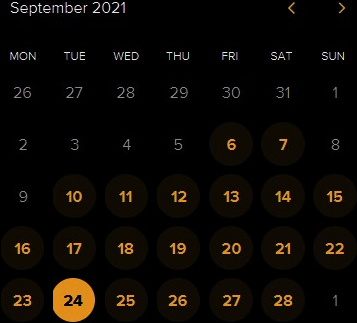 September 2021
MON TUE WED THU FRI SAT SUN
26 27 28 29 30 31 1
2 3 4 5 6 7 8
9 10 11 12 13 14 15
16 17 18 19 20 21 22
23 24 25 26 27 28 1